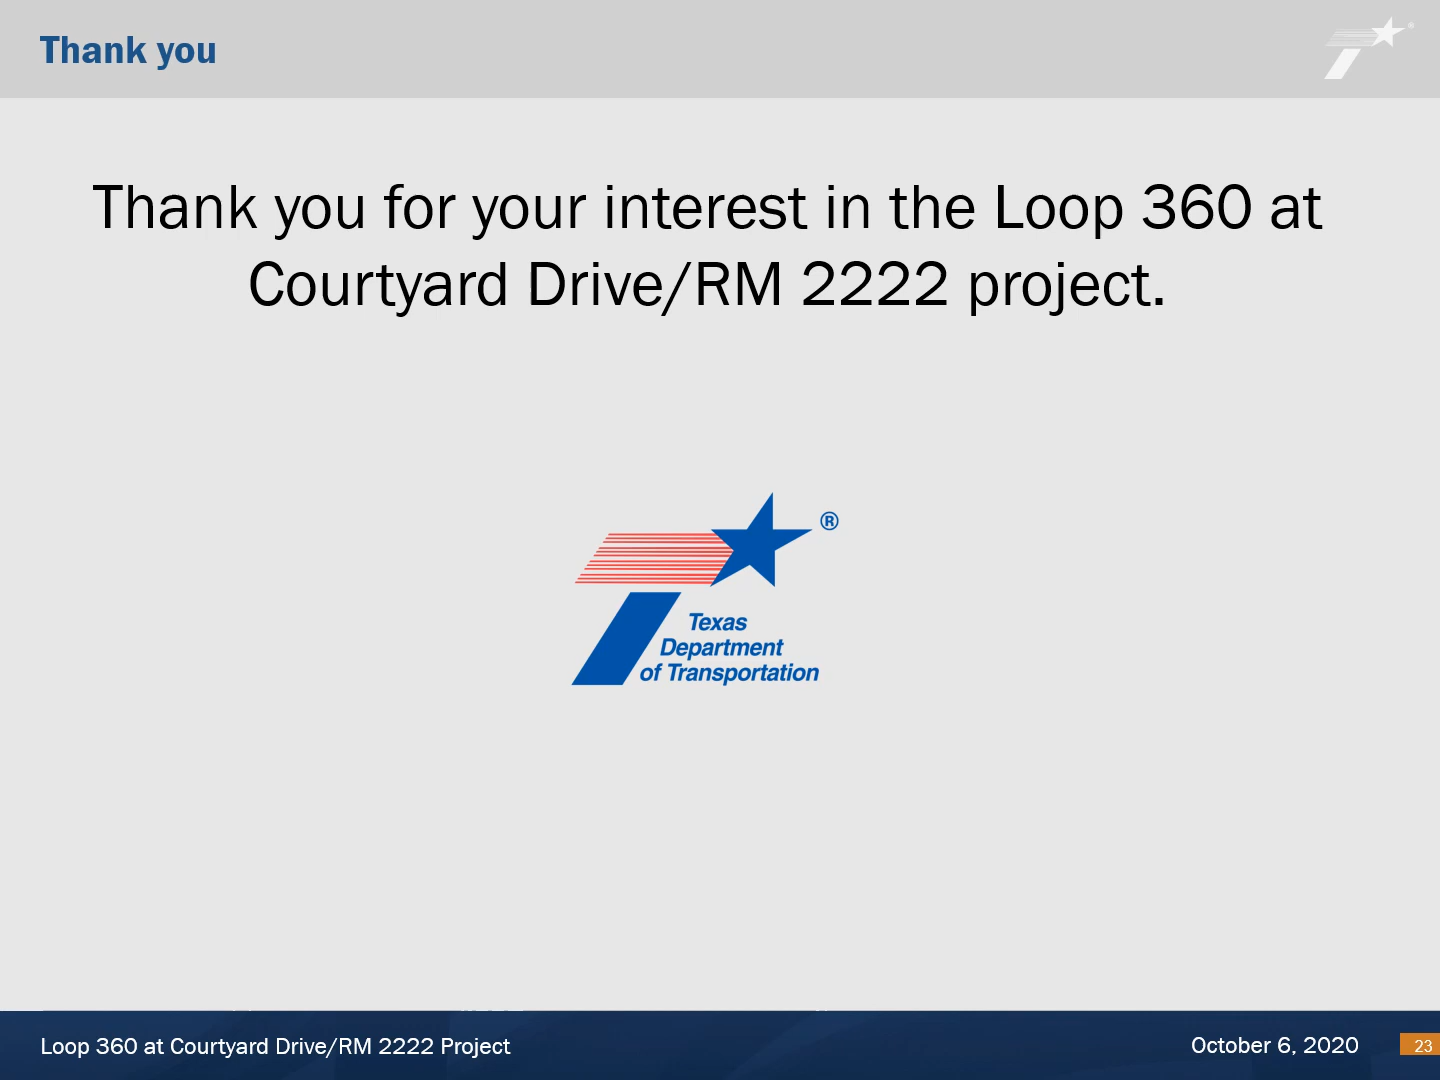 Thank you
Thank you for your interest in the Loop 360 at
Courtyard Drive/RM 2222 project.
®
Texas
Department
of Transportation
Loop 360 at Courtyard Drive/RM 2222 Project
October 6, 2020
23